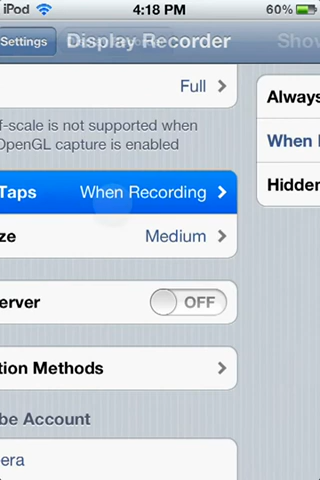 iPod 4:18 PM 60%
Settings Display Recorder Show
Full
Always
f-scale is not supported when
OpenGL capture is enabled
When
Taps When Recording
Hidden
ze Medium
erver OFF
tion Methods
be Account
era